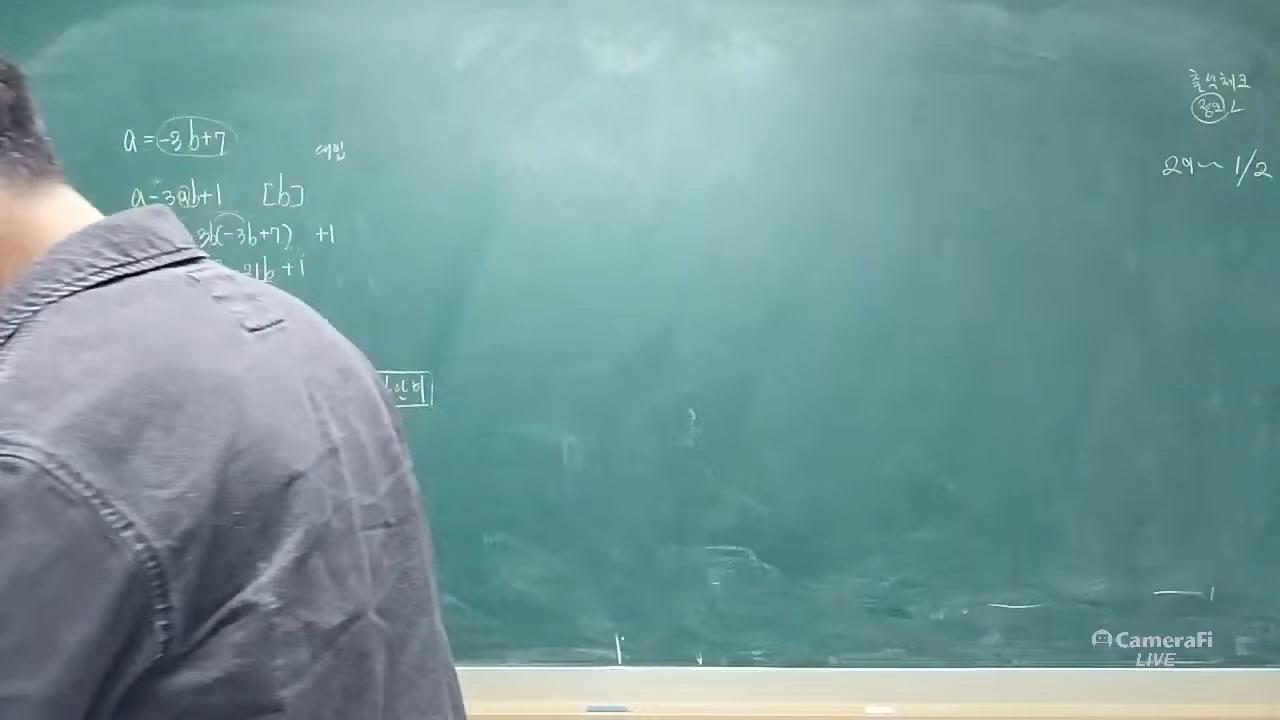 a = -3b+7
대입
a-3ab+1 [b]
3b(-3b+7) +1
-21b +1
출석체크
29~ 1/2
CameraFi
LIVE